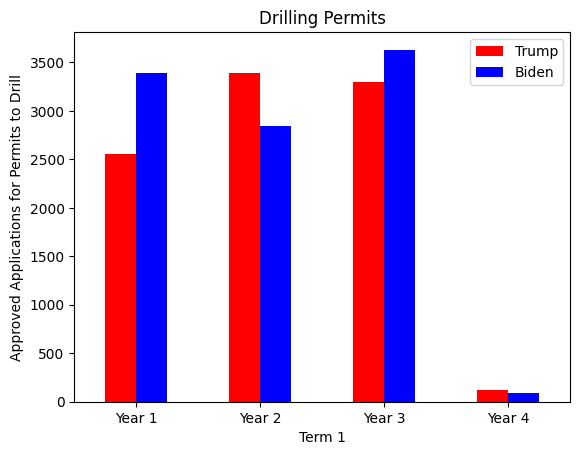 Drilling Permits
Trump
Biden
Approved Applications for Permits to Drill
3500
3000
2500
2000
1500
1000
500
0
Year 1 Year 2 Year 3 Year 4
Term 1